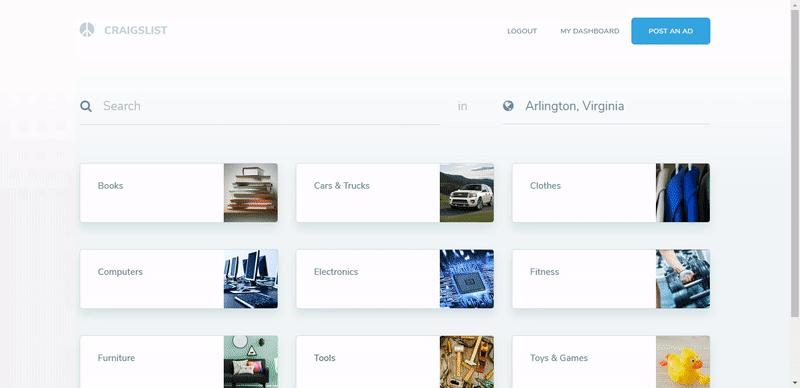 CRAIGSLIST
LOGOUT
MY DASHBOARD
POST AN AD
Search
in
Arlington, Virginia
Books
Cars & Trucks
Clothes
Computers
Electronics
Fitness
Furniture
Tools
Toys & Games